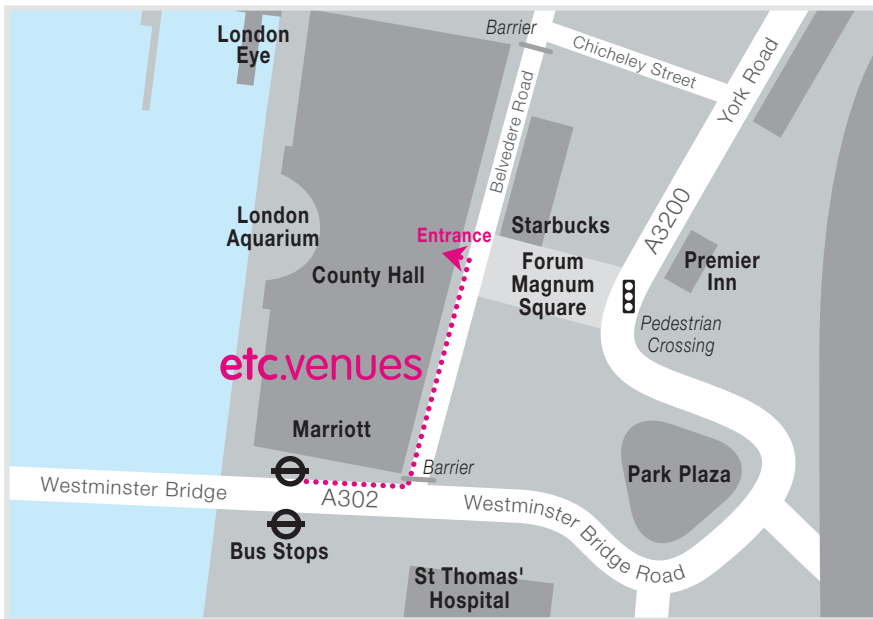 London
Eye
Barrier
Chicheley Street
York Road
Belvedere Road
London
Aquarium
Entrance
Starbucks
A3200
County Hall
Forum
Magnum
Square
Premier
Inn
Pedestrian
Crossing
etc.venues
Marriott
Barrier
Park Plaza
Westminster Bridge
A302
Westminster Bridge Road
Bus Stops
St Thomas'
Hospital